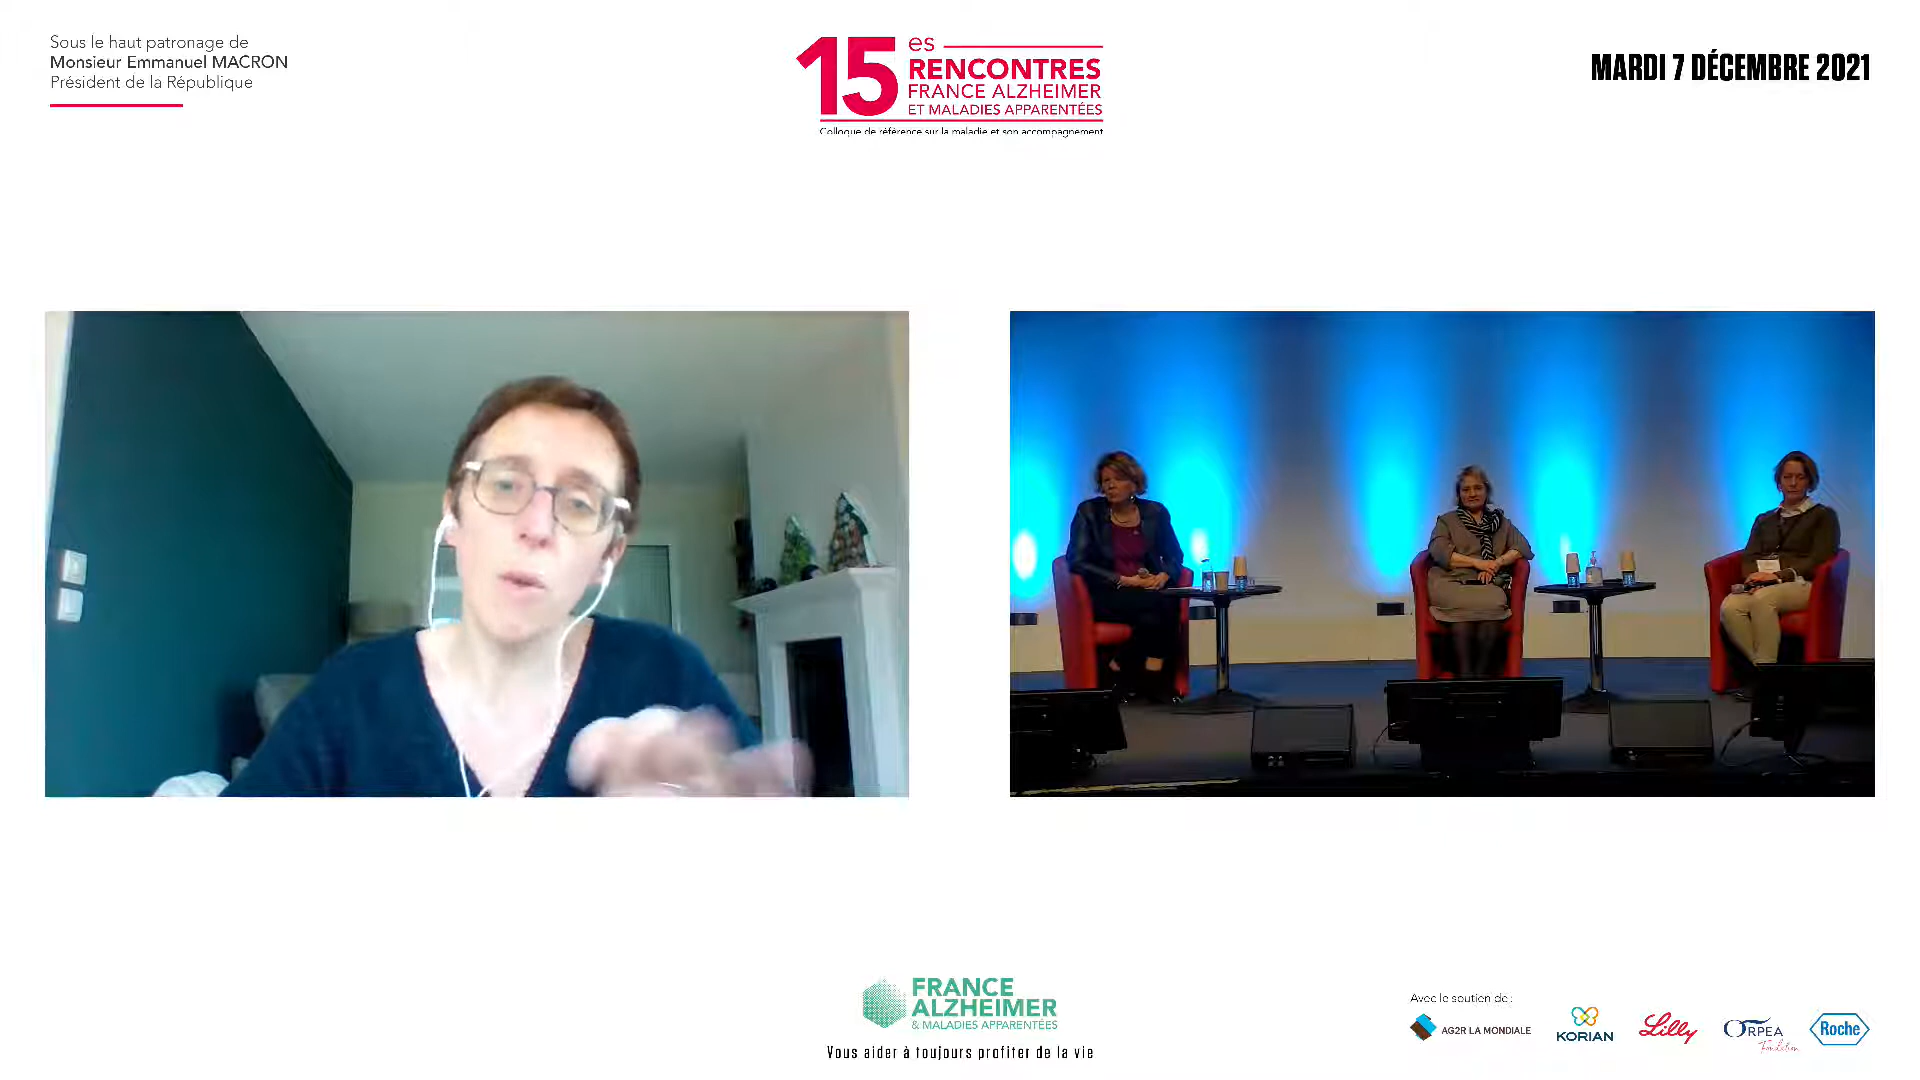 Sous le haut patronage de
Monsieur Emmanuel MACRON
Président de la République
15es
RENCONTRES
FRANCE ALZHEIMER
ET MALADIES APPARENTÉES
Colloque de référence sur la maladie et son accompagnement
MARDI 7 DÉCEMBRE 2021
FRANCE
ALZHEIMER
& MALADIES APPARENTÉES
Vous aider à toujours profiter de la vie
Avec le soutien de :
AG2R LA MONDIALE
KORIAN
Lilly
ORPEA
Fondation
Roche